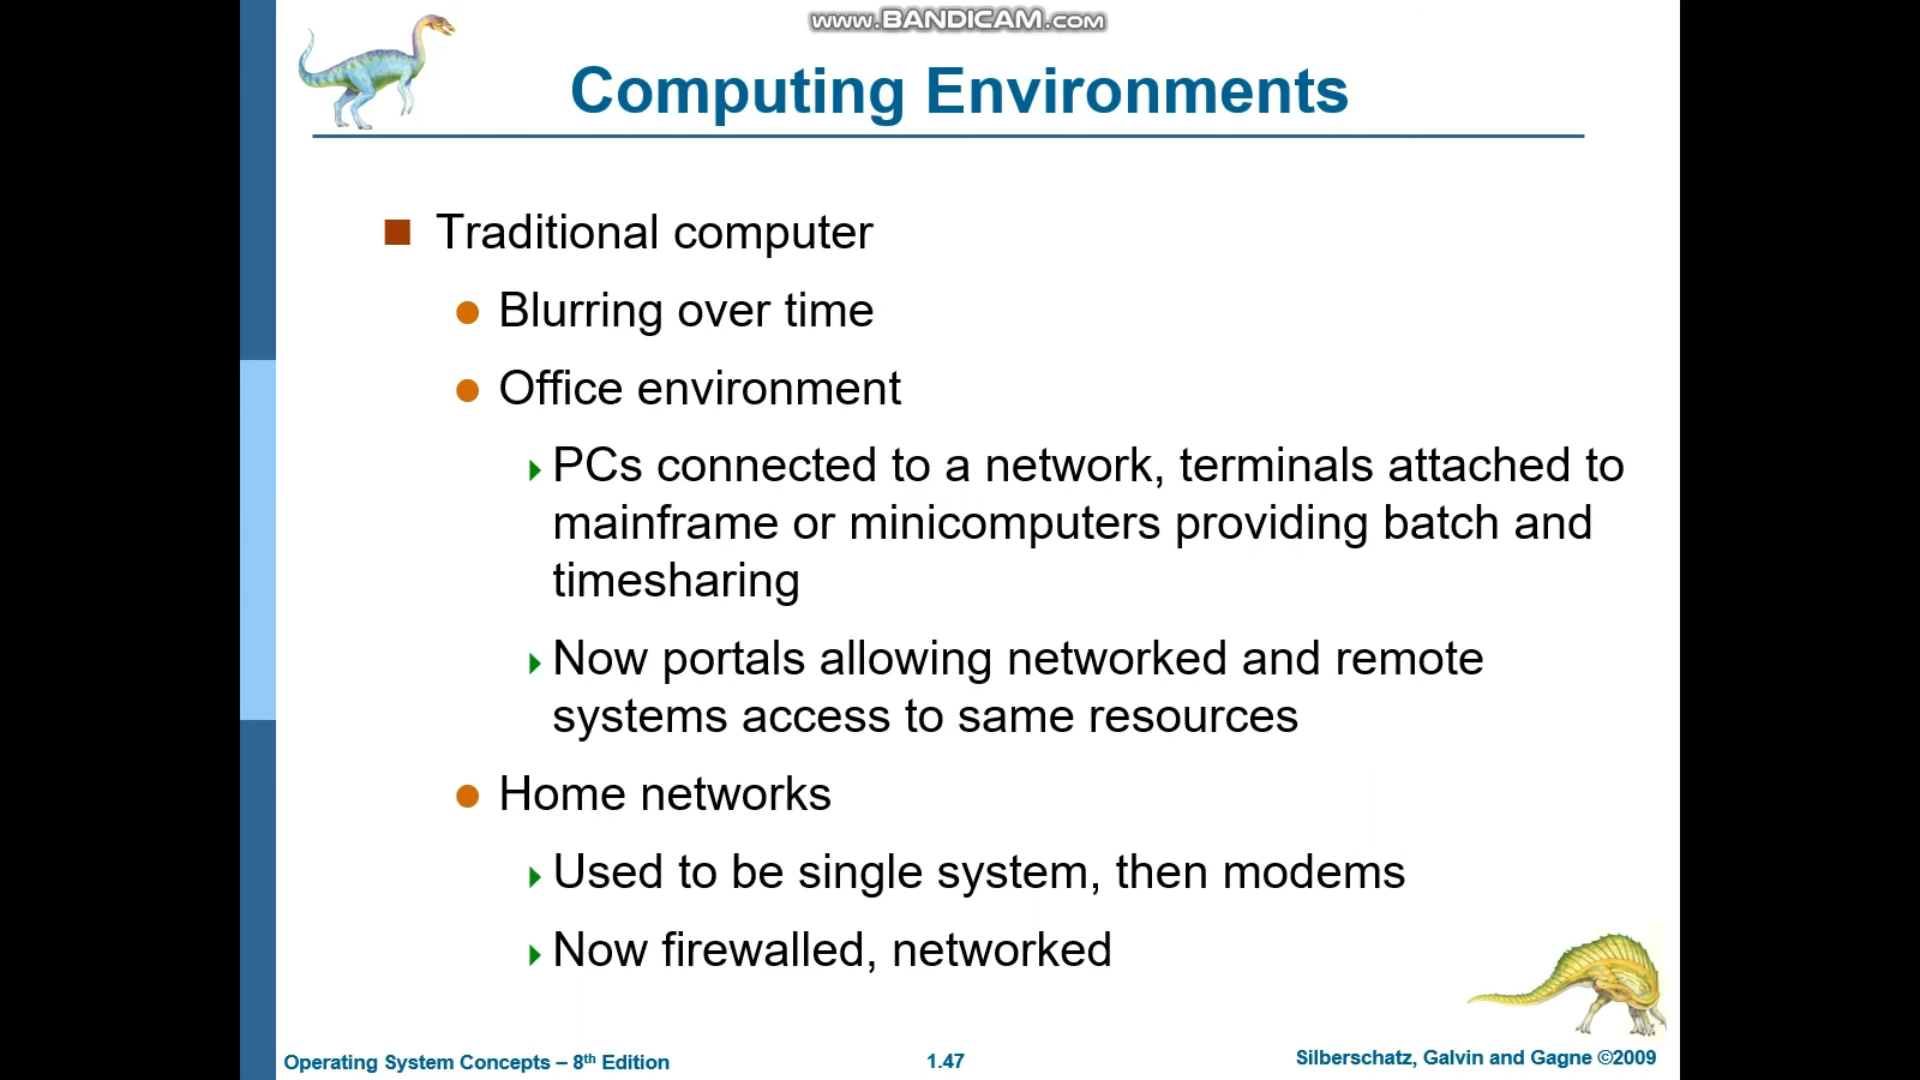 www.BANDICAM.com
Computing Environments
Traditional computer
Blurring over time
Office environment
PCs connected to a network, terminals attached to
mainframe or minicomputers providing batch and
timesharing
Now portals allowing networked and remote
systems access to same resources
Home networks
Used to be single system, then modems
Now firewalled, networked
Operating System Concepts – 8th Edition
1.47
Silberschatz, Galvin and Gagne ©2009